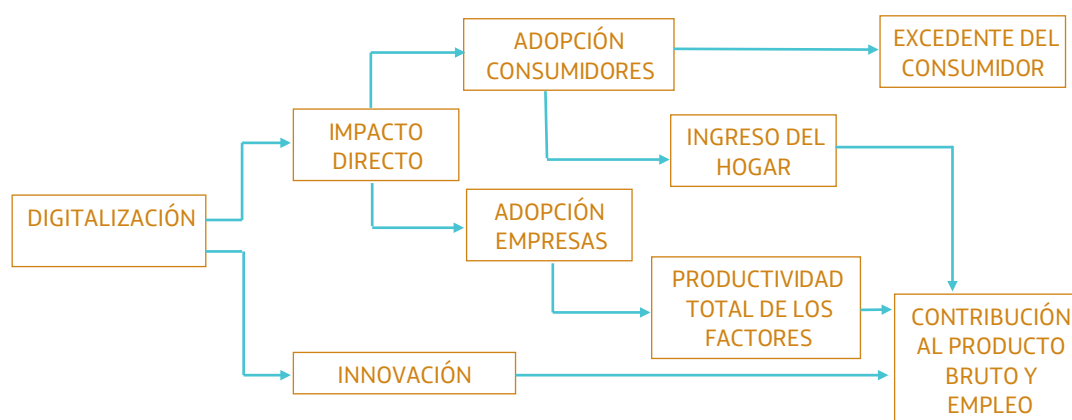 ADOPCIÓN
CONSUMIDORES
EXCEDENTE DEL
CONSUMIDOR
IMPACTO
DIRECTO
INGRESO DEL
HOGAR
DIGITALIZACIÓN
ADOPCIÓN
EMPRESAS
PRODUCTIVIDAD
TOTAL DE LOS
FACTORES
CONTRIBUCIÓN
AL PRODUCTO
BRUTO Y
EMPLEO
INNOVACIÓN